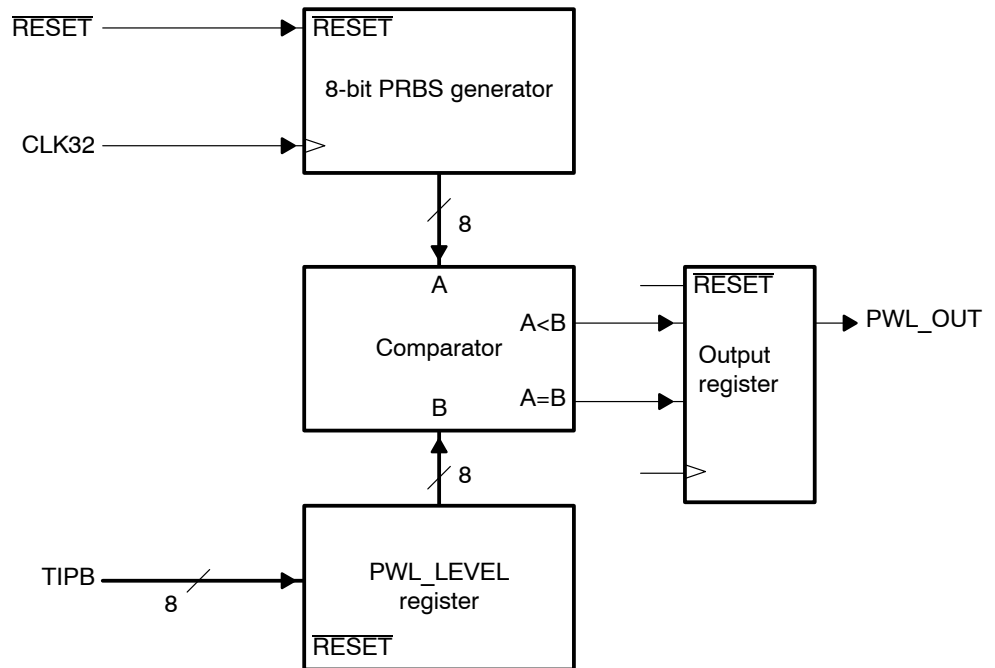 RESET
RESET
8-bit PRBS generator
CLK32
8
A
RESET
A<B
PWL_OUT
Comparator
Output
register
A=B
B
8
TIPB
8
PWL_LEVEL
register
RESET